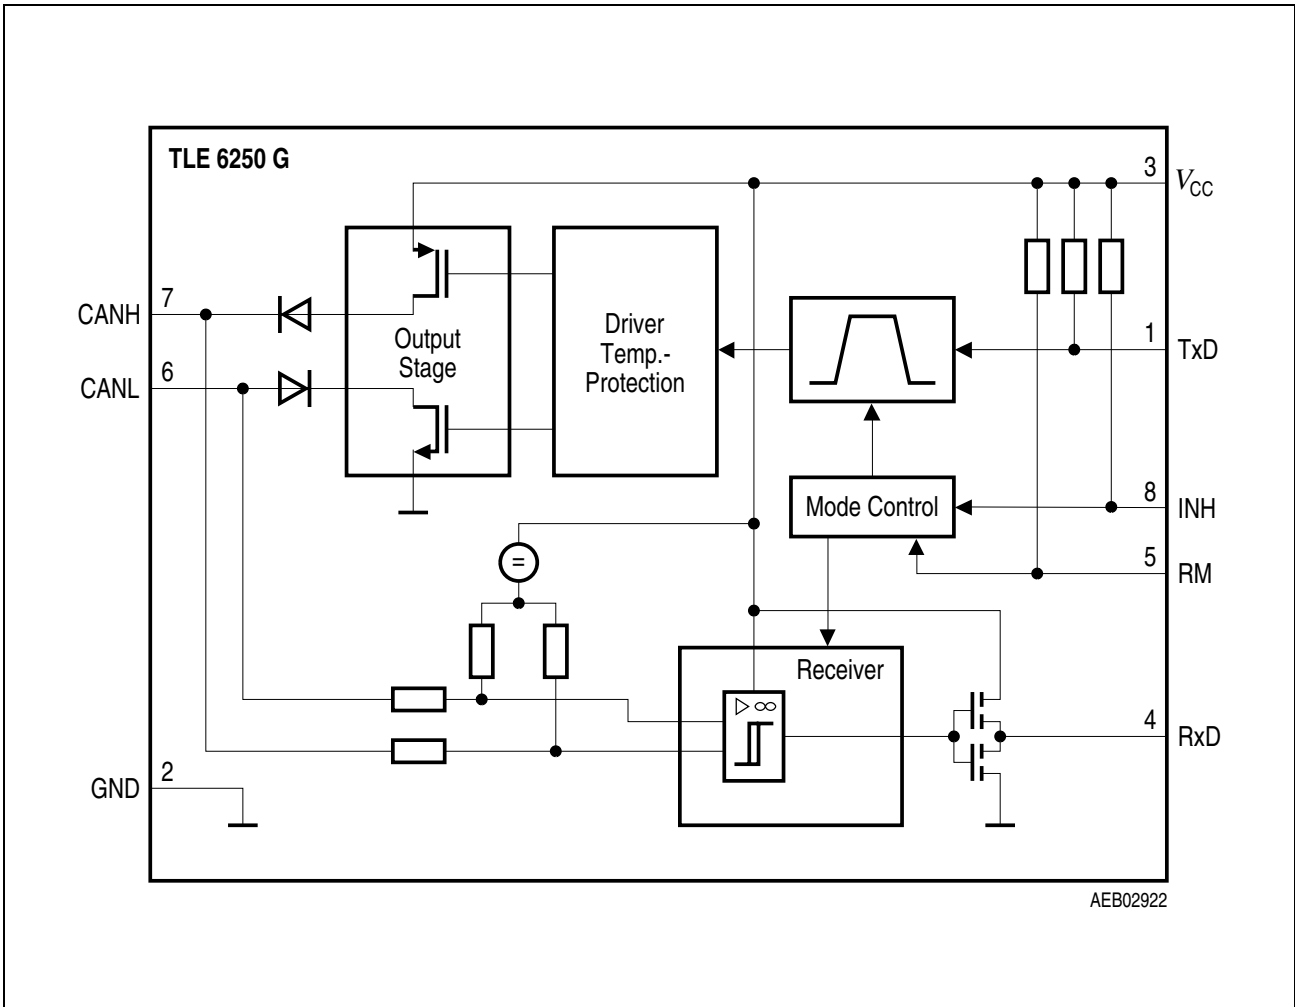 TLE 6250 G
3
V_CC
7
CANH
Output
Stage
Driver
Temp.-
Protection
1
TxD
6
CANL
8
Mode Control
INH
=
5
RM
Receiver
▷ ∞
4
RxD
2
GND
AEB02922